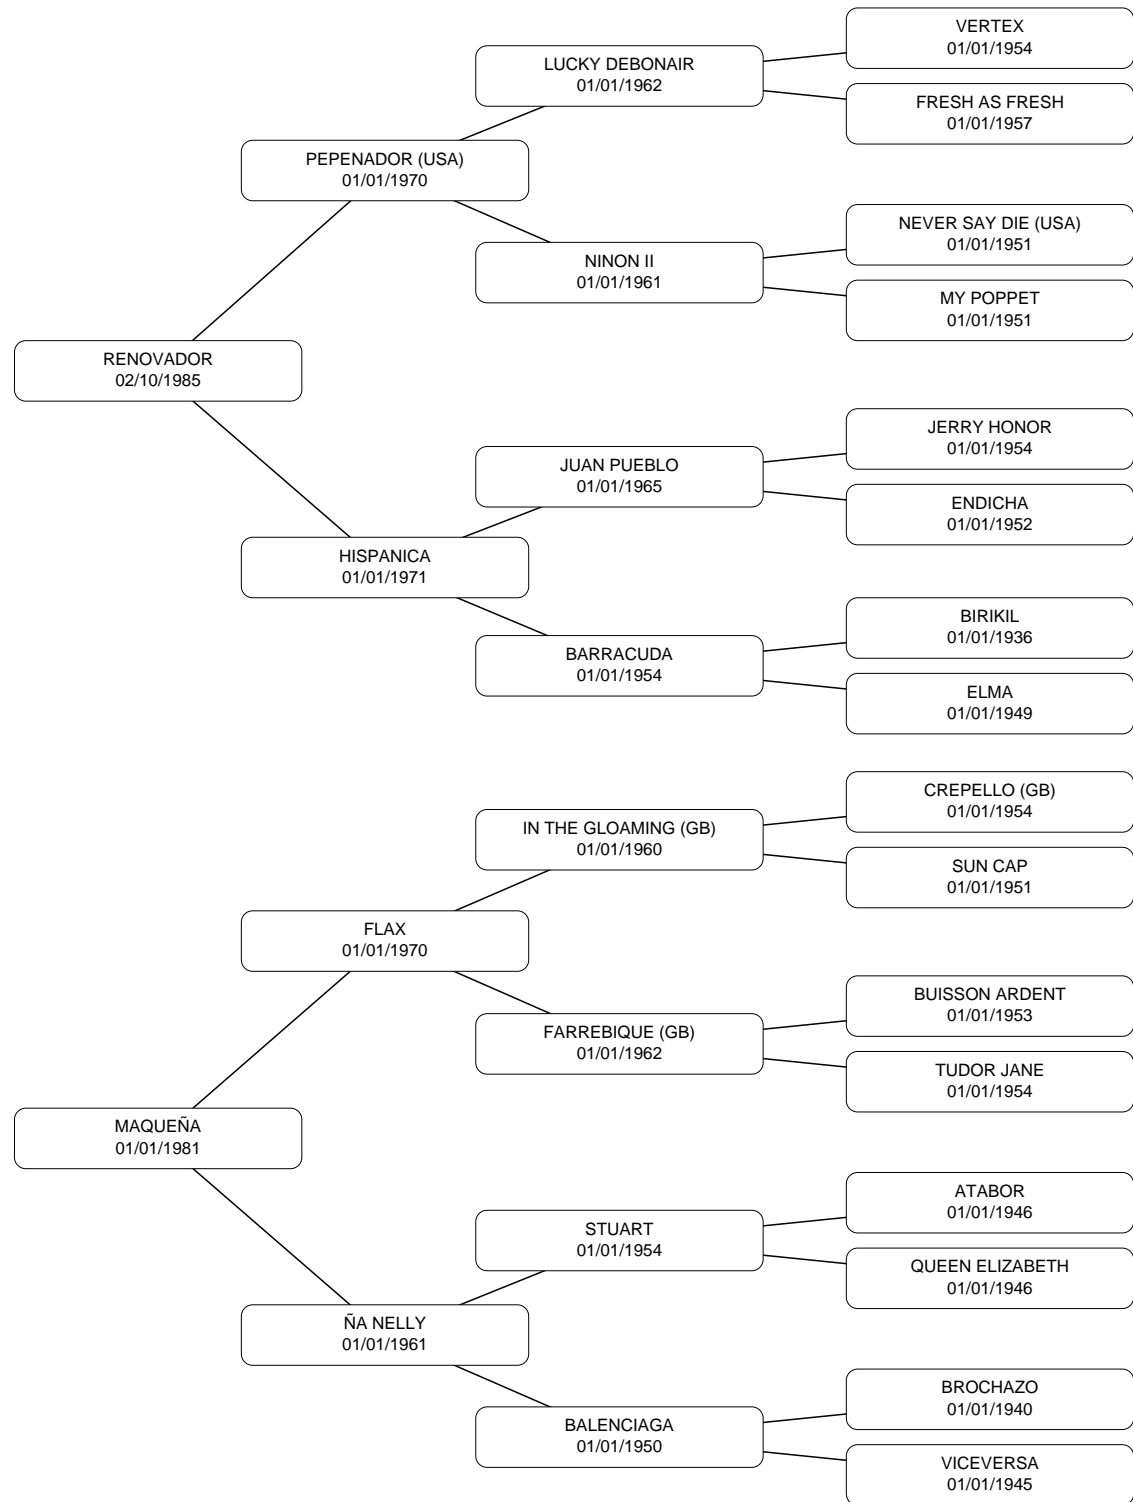 VERTEX
01/01/1954
LUCKY DEBONAIR
01/01/1962
FRESH AS FRESH
01/01/1957
PEPENADOR (USA)
01/01/1970
NEVER SAY DIE (USA)
01/01/1951
NINON II
01/01/1961
MY POPPET
01/01/1951
RENOVADOR
02/10/1985
JERRY HONOR
01/01/1954
JUAN PUEBLO
01/01/1965
ENDICHA
01/01/1952
HISPANICA
01/01/1971
BIRIKIL
01/01/1936
BARRACUDA
01/01/1954
ELMA
01/01/1949
CREPELLO (GB)
01/01/1954
IN THE GLOAMING (GB)
01/01/1960
SUN CAP
01/01/1951
FLAX
01/01/1970
BUISSON ARDENT
01/01/1953
FARREBIQUE (GB)
01/01/1962
TUDOR JANE
01/01/1954
MAQUEÑA
01/01/1981
ATABOR
01/01/1946
STUART
01/01/1954
QUEEN ELIZABETH
01/01/1946
ÑA NELLY
01/01/1961
BROCHAZO
01/01/1940
BALENCIAGA
01/01/1950
VICEVERSA
01/01/1945